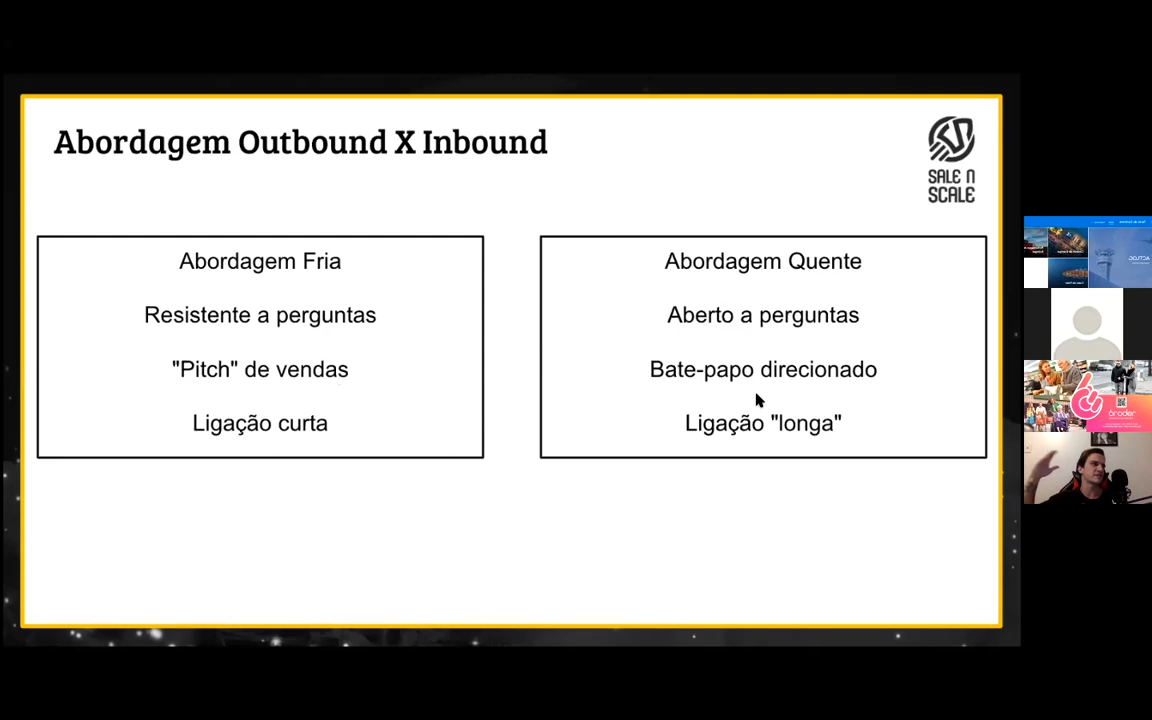 Abordagem Outbound X Inbound
SALE N
SCALE
Abordagem Fria
Resistente a perguntas
"Pitch" de vendas
Ligação curta
Abordagem Quente
Aberto a perguntas
Bate-papo direcionado
Ligação "longa"